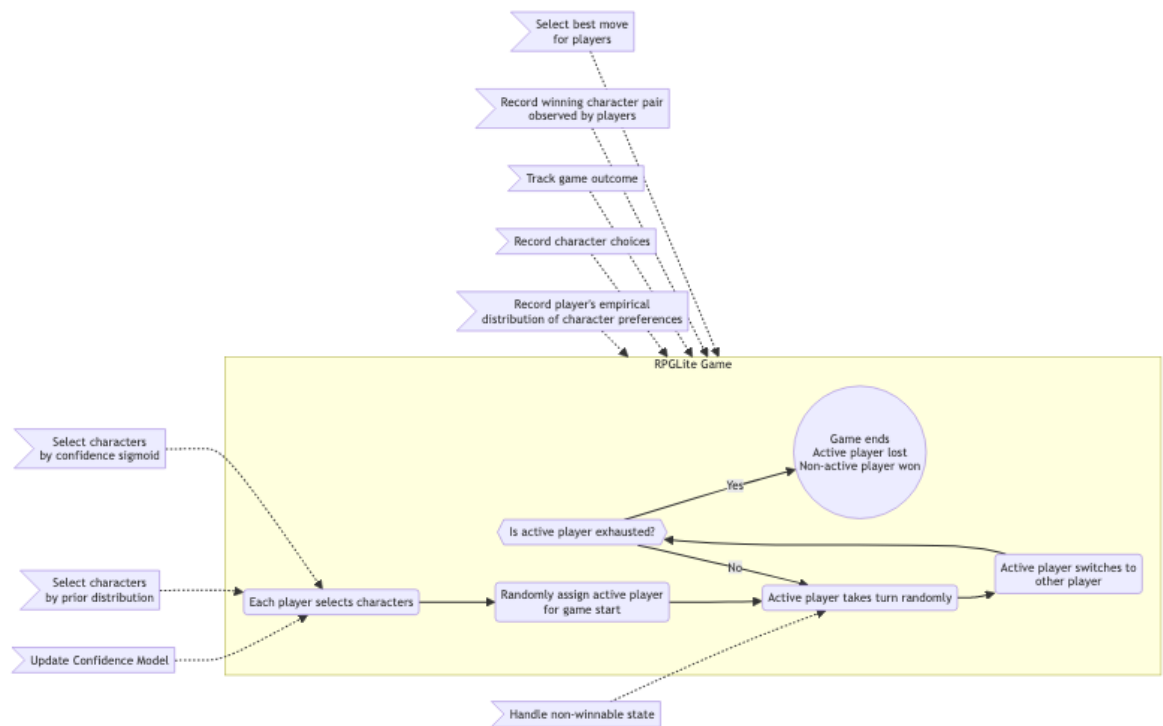 Select best move
for players
Record winning character pair
observed by players
Track game outcome
Record character choices
Record player's empirical
distribution of character preferences
RPGLite Game
Select characters
by confidence sigmoid
Game ends
Active player lost
Non-active player won
Yes
Is active player exhausted?
No
Active player switches to
other player
Select characters
by prior distribution
Each player selects characters
Randomly assign active player
for game start
Active player takes turn randomly
Update Confidence Model
Handle non-winnable state